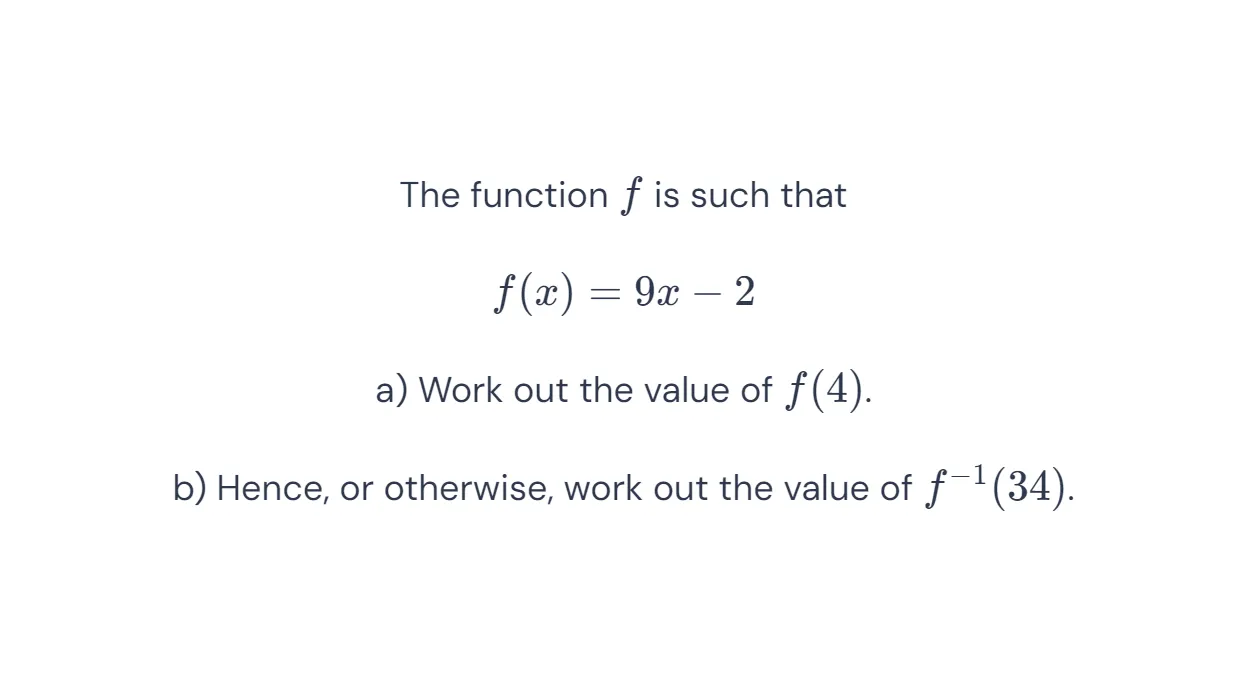 The function f is such that
f(x) = 9x − 2
a) Work out the value of f(4).
b) Hence, or otherwise, work out the value of f⁻¹(34).